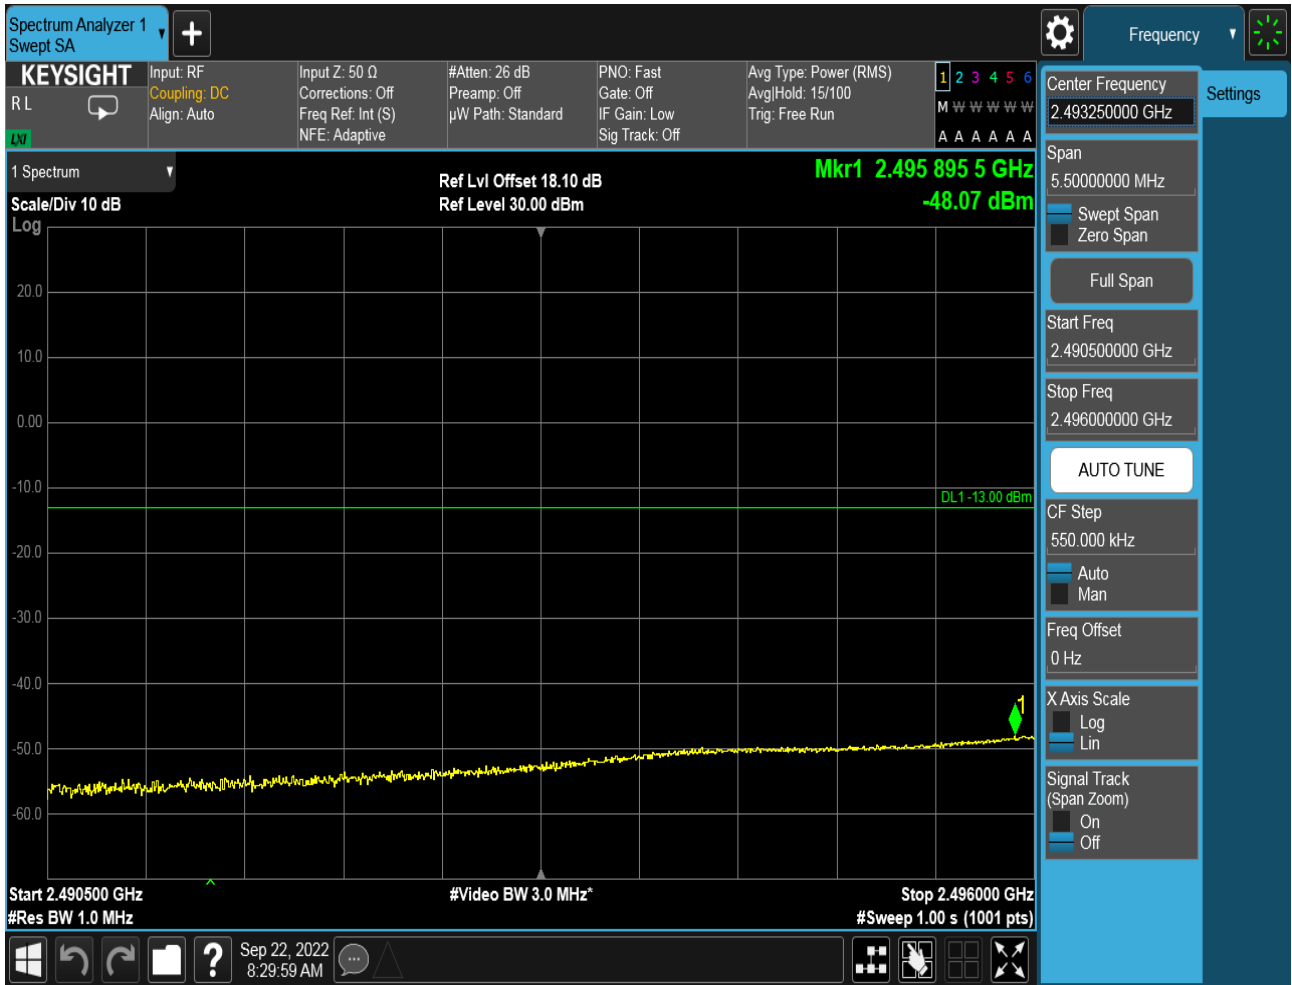 Spectrum Analyzer 1
Swept SA
Frequency
KEYSIGHT
R L
LXI
Input: RF
Coupling: DC
Align: Auto
Input Z: 50 Ω
Corrections: Off
Freq Ref: Int (S)
NFE: Adaptive
#Atten: 26 dB
Preamp: Off
µW Path: Standard
PNO: Fast
Gate: Off
IF Gain: Low
Sig Track: Off
Avg Type: Power (RMS)
Avg|Hold: 15/100
Trig: Free Run
1 2 3 4 5 6
M W W W W W
A A A A A A
1 Spectrum
Scale/Div 10 dB
Log
Ref Lvl Offset 18.10 dB
Ref Level 30.00 dBm
Mkr1 2.495 895 5 GHz
-48.07 dBm
20.0
10.0
0.00
-10.0
-20.0
-30.0
-40.0
-50.0
-60.0
DL1 -13.00 dBm
1
Start 2.490500 GHz
#Res BW 1.0 MHz
#Video BW 3.0 MHz*
Stop 2.496000 GHz
#Sweep 1.00 s (1001 pts)
Center Frequency
2.493250000 GHz
Span
5.50000000 MHz
Swept Span
Zero Span
Full Span
Start Freq
2.490500000 GHz
Stop Freq
2.496000000 GHz
AUTO TUNE
CF Step
550.000 kHz
Auto
Man
Freq Offset
0 Hz
X Axis Scale
Log
Lin
Signal Track
(Span Zoom)
On
Off
Settings
?
Sep 22, 2022
8:29:59 AM